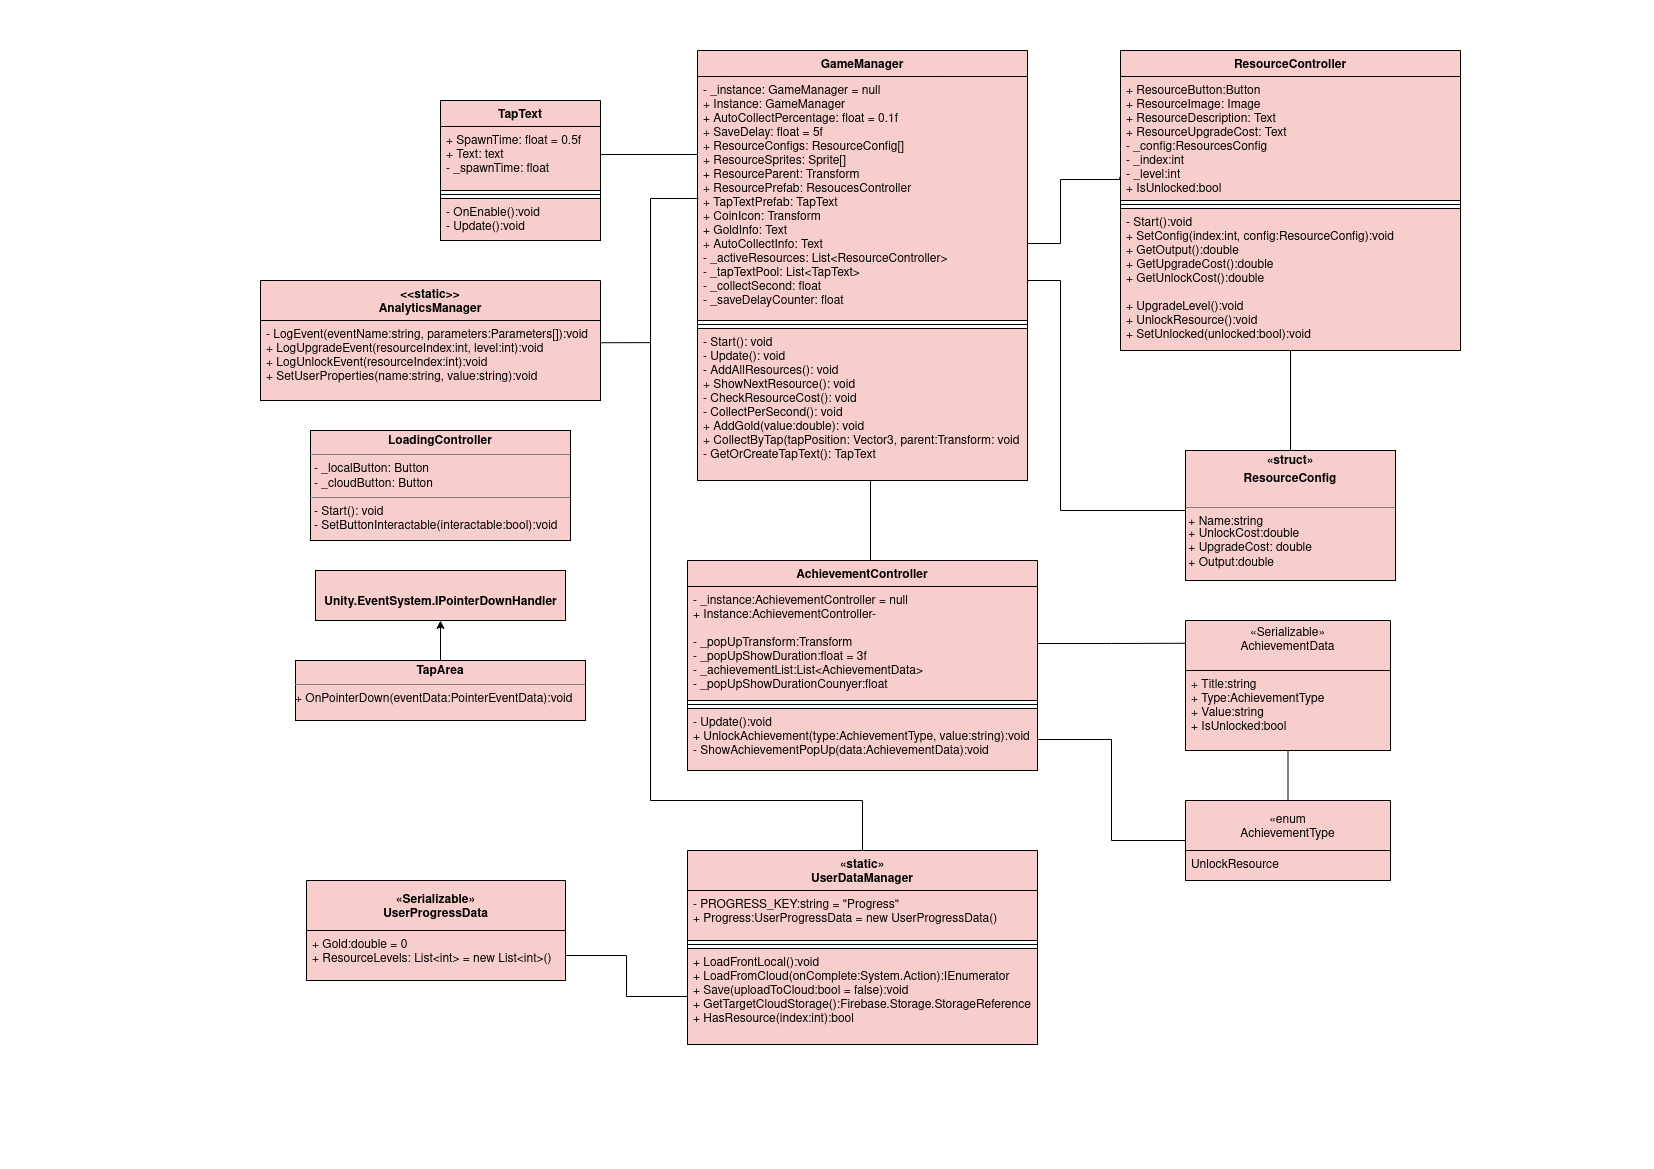 GameManager
- _instance: GameManager = null
+ Instance: GameManager
+ AutoCollectPercentage: float = 0.1f
+ SaveDelay: float = 5f
+ ResourceConfigs: ResourceConfig[]
+ ResourceSprites: Sprite[]
+ ResourceParent: Transform
+ ResourcePrefab: ResoucesController
+ TapTextPrefab: TapText
+ CoinIcon: Transform
+ GoldInfo: Text
+ AutoCollectInfo: Text
- _activeResources: List<ResourceController>
- _tapTextPool: List<TapText>
- _collectSecond: float
- _saveDelayCounter: float
- Start(): void
- Update(): void
- AddAllResources(): void
+ ShowNextResource(): void
- CheckResourceCost(): void
- CollectPerSecond(): void
+ AddGold(value:double): void
+ CollectByTap(tapPosition: Vector3, parent:Transform: void
- GetOrCreateTapText(): TapText
ResourceController
+ ResourceButton:Button
+ ResourceImage: Image
+ ResourceDescription: Text
+ ResourceUpgradeCost: Text
- _config:ResourcesConfig
- _index:int
- _level:int
+ IsUnlocked:bool
- Start():void
+ SetConfig(index:int, config:ResourceConfig):void
+ GetOutput():double
+ GetUpgradeCost():double
+ GetUnlockCost():double
+ UpgradeLevel():void
+ UnlockResource():void
+ SetUnlocked(unlocked:bool):void
TapText
+ SpawnTime: float = 0.5f
+ Text: text
- _spawnTime: float
- OnEnable():void
- Update():void
<<static>>
AnalyticsManager
- LogEvent(eventName:string, parameters:Parameters[]):void
+ LogUpgradeEvent(resourceIndex:int, level:int):void
+ LogUnlockEvent(resourceIndex:int):void
+ SetUserProperties(name:string, value:string):void
LoadingController
- _localButton: Button
- _cloudButton: Button
- Start(): void
- SetButtonInteractable(interactable:bool):void
«struct»
ResourceConfig
+ Name:string
+ UnlockCost:double
+ UpgradeCost: double
+ Output:double
Unity.EventSystem.IPointerDownHandler
TapArea
+ OnPointerDown(eventData:PointerEventData):void
AchievementController
- _instance:AchievementController = null
+ Instance:AchievementController-
- _popUpTransform:Transform
- _popUpShowDuration:float = 3f
- _achievementList:List<AchievementData>
- _popUpShowDurationCounyer:float
- Update():void
+ UnlockAchievement(type:AchievementType, value:string):void
- ShowAchievementPopUp(data:AchievementData):void
«Serializable»
AchievementData
+ Title:string
+ Type:AchievementType
+ Value:string
+ IsUnlocked:bool
«enum
AchievementType
UnlockResource
«static»
UserDataManager
- PROGRESS_KEY:string = "Progress"
+ Progress:UserProgressData = new UserProgressData()
+ LoadFrontLocal():void
+ LoadFromCloud(onComplete:System.Action):IEnumerator
+ Save(uploadToCloud:bool = false):void
+ GetTargetCloudStorage():Firebase.Storage.StorageReference
+ HasResource(index:int):bool
«Serializable»
UserProgressData
+ Gold:double = 0
+ ResourceLevels: List<int> = new List<int>()